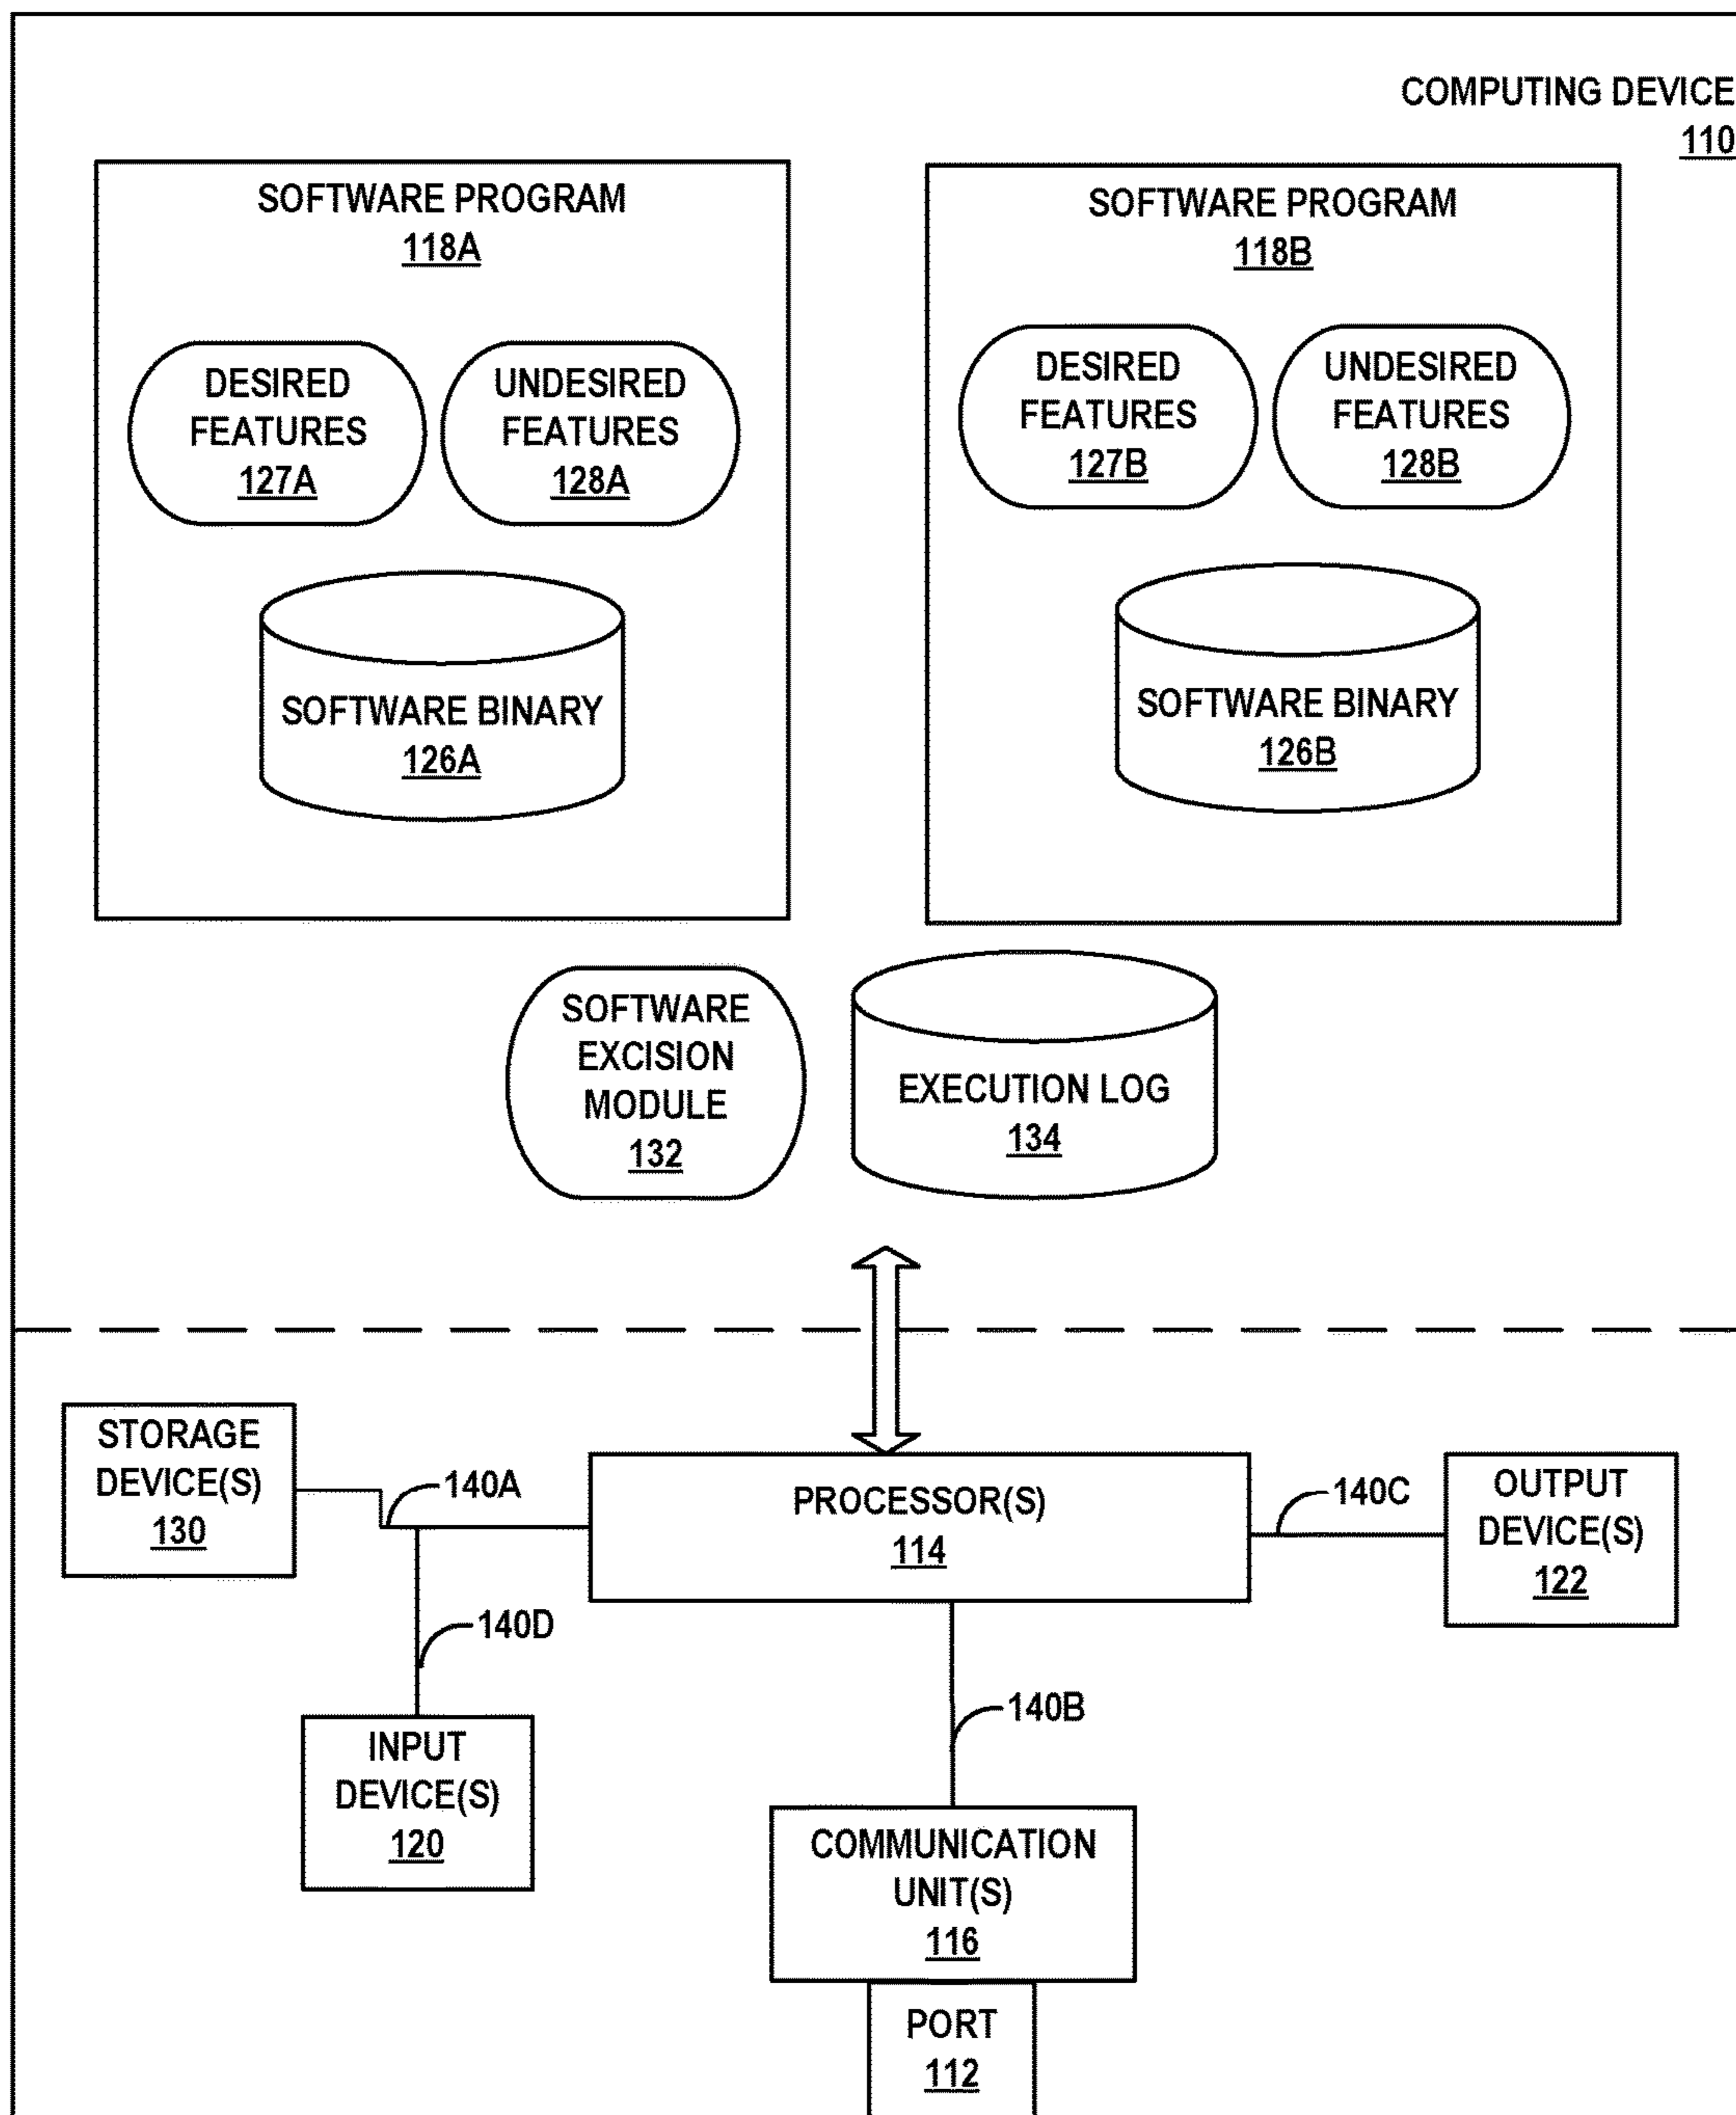 COMPUTING DEVICE
110
SOFTWARE PROGRAM
118A
DESIRED
FEATURES
127A
UNDESIRED
FEATURES
128A
SOFTWARE BINARY
126A
SOFTWARE PROGRAM
118B
DESIRED
FEATURES
127B
UNDESIRED
FEATURES
128B
SOFTWARE BINARY
126B
SOFTWARE
EXCISION
MODULE
132
EXECUTION LOG
134
STORAGE
DEVICE(S)
130
140A
PROCESSOR(S)
114
140C
OUTPUT
DEVICE(S)
122
140D
INPUT
DEVICE(S)
120
140B
COMMUNICATION
UNIT(S)
116
PORT
112